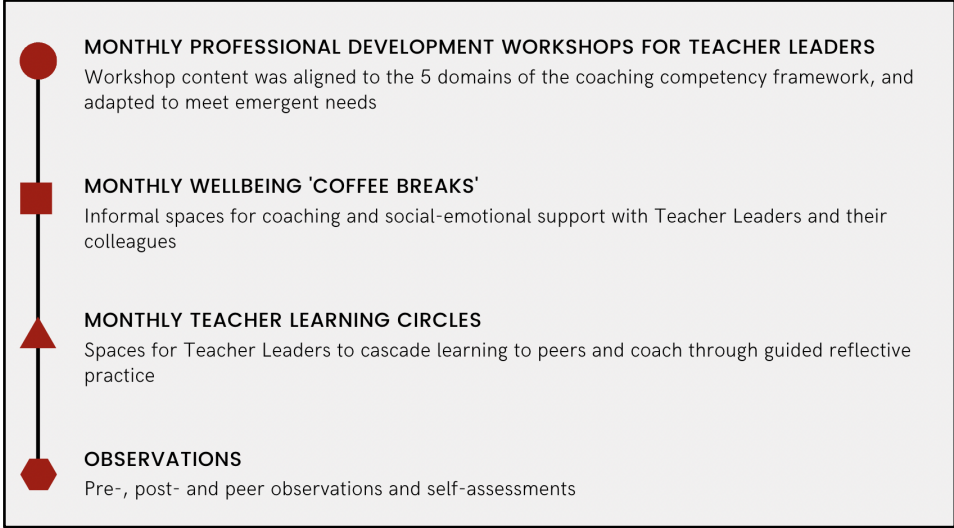 MONTHLY PROFESSIONAL DEVELOPMENT WORKSHOPS FOR TEACHER LEADERS
Workshop content was aligned to the 5 domains of the coaching competency framework, and
adapted to meet emergent needs
MONTHLY WELLBEING 'COFFEE BREAKS'
Informal spaces for coaching and social-emotional support with Teacher Leaders and their
colleagues
MONTHLY TEACHER LEARNING CIRCLES
Spaces for Teacher Leaders to cascade learning to peers and coach through guided reflective
practice
OBSERVATIONS
Pre-, post- and peer observations and self-assessments